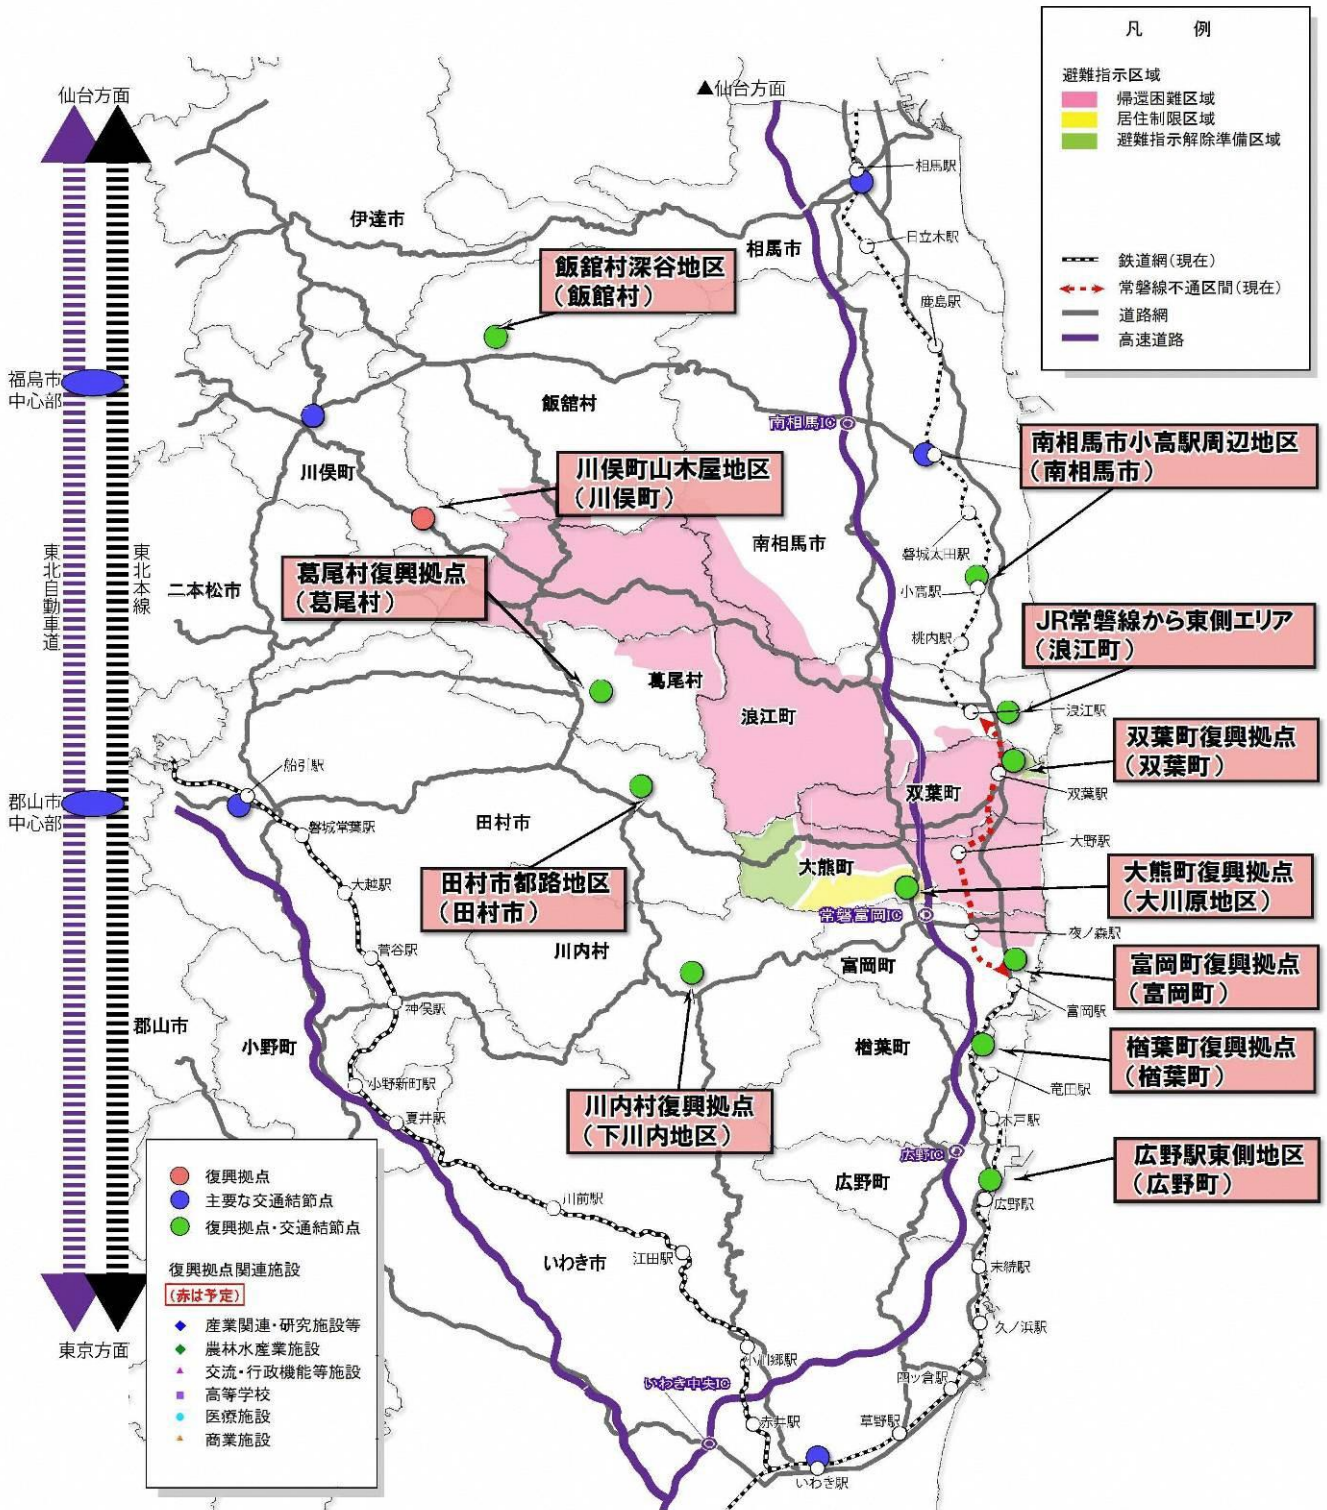 凡 例
避難指示区域
帰還困難区域
居住制限区域
避難指示解除準備区域
鉄道網(現在)
常磐線不通区間(現在)
道路網
高速道路
仙台方面
▲仙台方面
相馬駅
伊達市
相馬市
日立木駅
飯舘村深谷地区
(飯館村)
鹿島駅
福島市
中心部
飯舘村
南相馬IC
南相馬市小高駅周辺地区
(南相馬市)
川俣町
川俣町山木屋地区
(川俣町)
南相馬市
磐城太田駅
東北自動車道
東北本線
二本松市
葛尾村復興拠点
(葛尾村)
小高駅
桃内駅
JR常磐線から東側エリア
(浪江町)
葛尾村
浪江町
浪江駅
双葉町復興拠点
(双葉町)
船引駅
双葉町
双葉駅
郡山市
中心部
磐城常葉駅
田村市
大野駅
大越駅
田村市都路地区
(田村市)
大熊町
大熊町復興拠点
(大川原地区)
常磐富岡IC
夜ノ森駅
菅谷駅
川内村
富岡町
富岡町復興拠点
(富岡町)
神俣駅
富岡駅
郡山市
小野町
楢葉町
楢葉町復興拠点
(楢葉町)
小野新町駅
竜田駅
夏井駅
川内村復興拠点
(下川内地区)
木戸駅
広野IC
広野駅東側地区
(広野町)
広野町
広野駅
川前駅
いわき市
江田駅
末続駅
久ノ浜駅
小川郷駅
四ッ倉駅
いわき中央IC
赤井駅
草野駅
いわき駅
復興拠点
主要な交通結節点
復興拠点・交通結節点
復興拠点関連施設
(赤は予定)
産業関連・研究施設等
農林水産業施設
交流・行政機能等施設
高等学校
医療施設
商業施設
東京方面